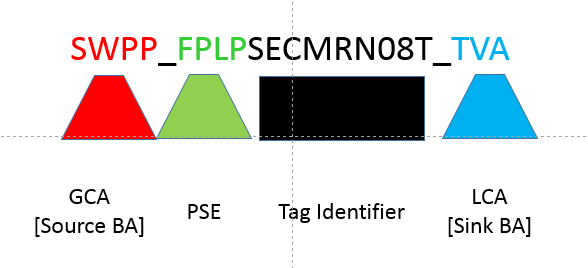 SWPP_FPLPSECMRN08T_TVA
GCA
[Source BA]
PSE
Tag Identifier
LCA
[Sink BA]